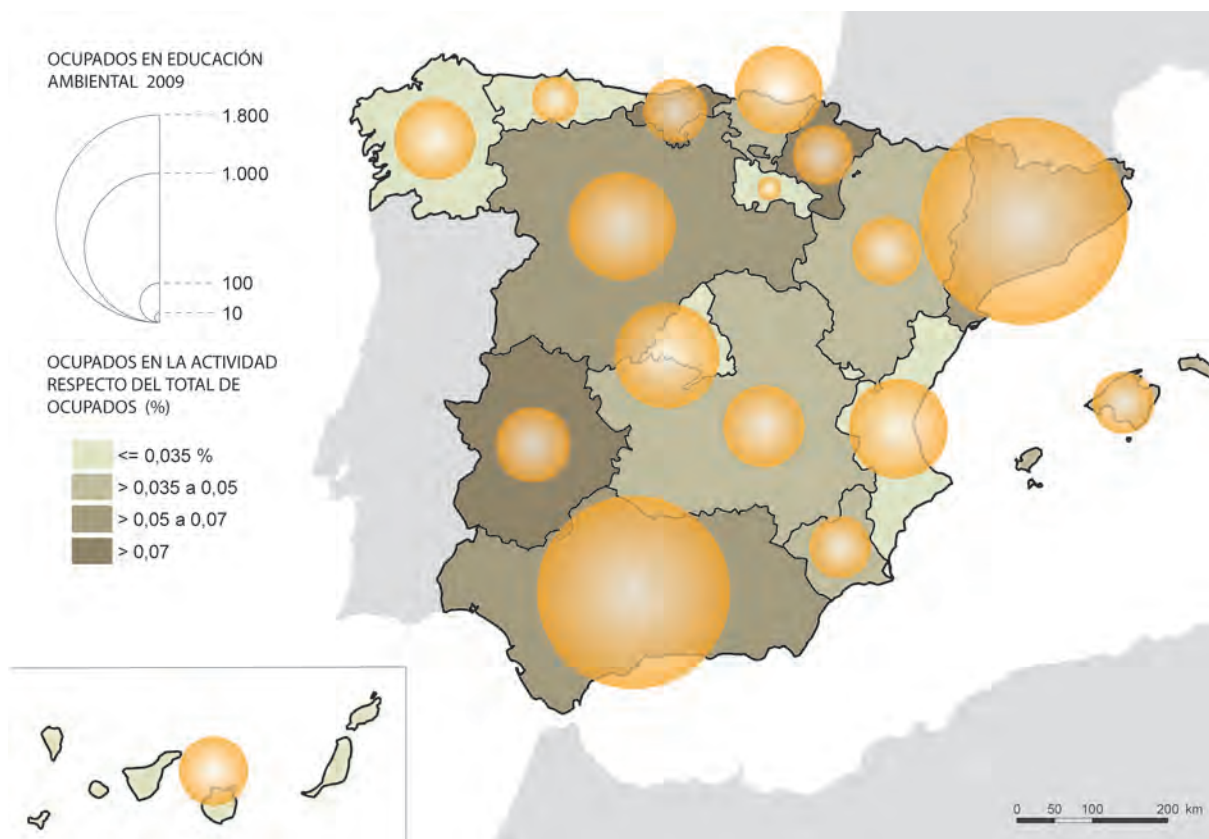 OCUPADOS EN EDUCACIÓN
AMBIENTAL 2009
1.800
1.000
100
10
OCUPADOS EN LA ACTIVIDAD
RESPECTO DEL TOTAL DE
OCUPADOS (%)
<= 0,035 %
> 0,035 a 0,05
> 0,05 a 0,07
> 0,07
0 50 100 200 km